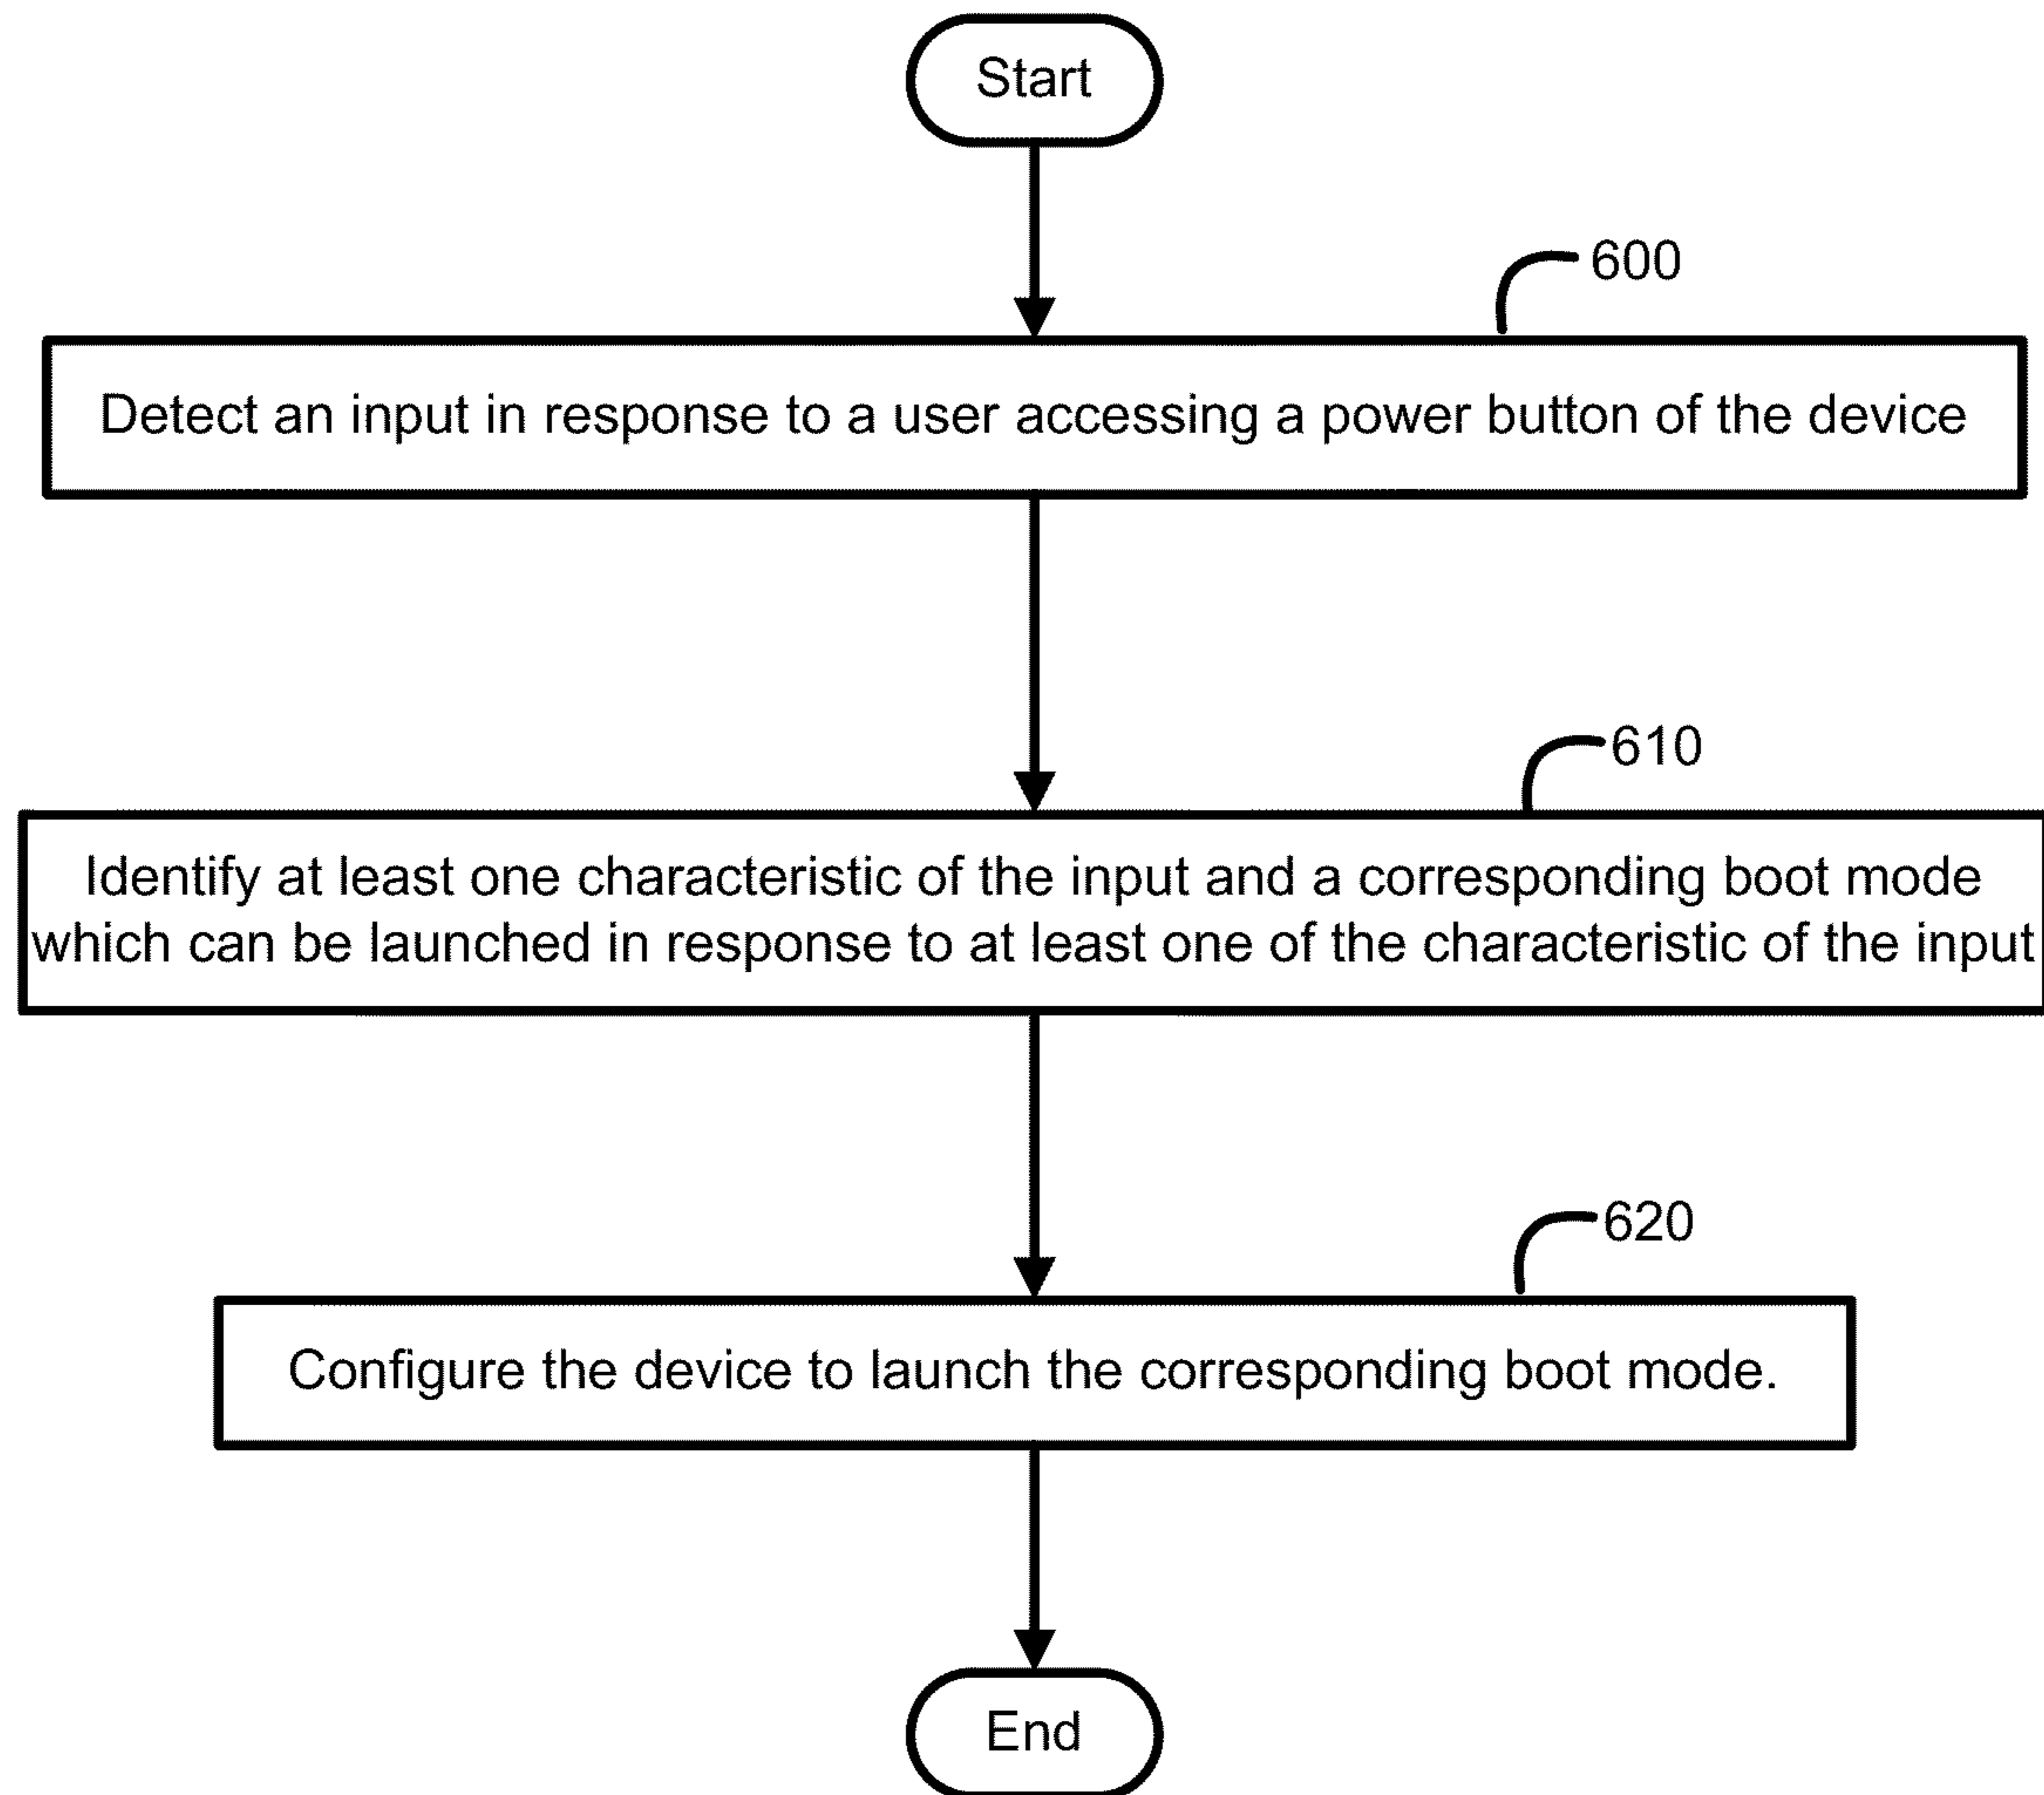 Start
600
Detect an input in response to a user accessing a power button of the device
610
Identify at least one characteristic of the input and a corresponding boot mode
which can be launched in response to at least one of the characteristic of the input
620
Configure the device to launch the corresponding boot mode.
End